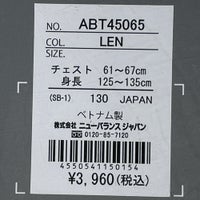 NO. ABT45065
COL. LEN
SIZE.
チェスト 61〜67cm
身長 125〜135cm
(SB-1) 130 JAPAN
ベトナム製
株式会社 ニューバランス ジャパン
0120-85-7120
4550541150154
¥3,960(税込)